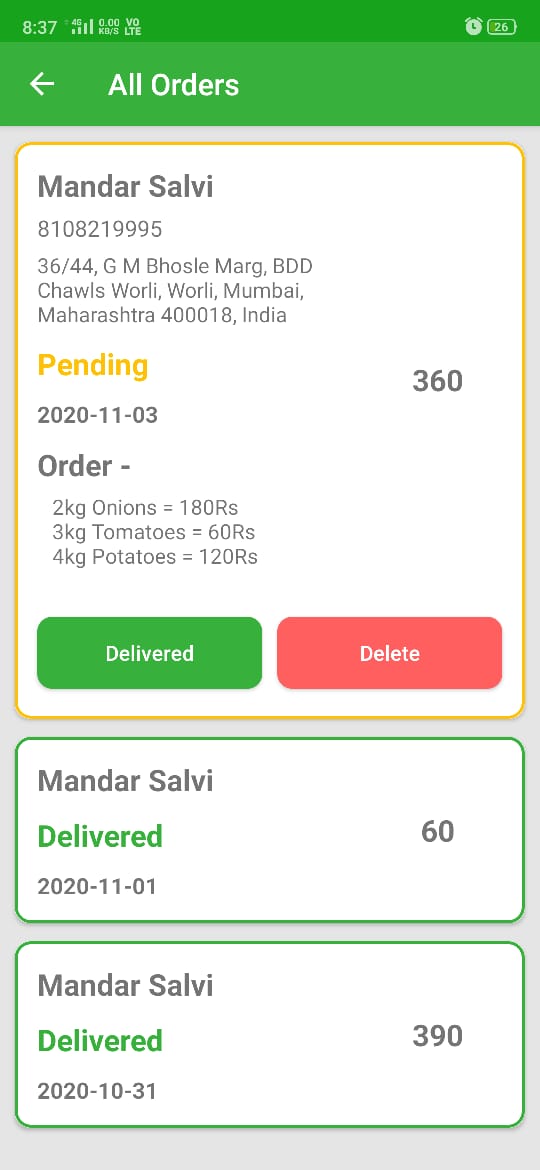 8:37 4G 0.00 KB/S VO LTE 26
All Orders
Mandar Salvi
8108219995
36/44, G M Bhosle Marg, BDD
Chawls Worli, Worli, Mumbai,
Maharashtra 400018, India
Pending
360
2020-11-03
Order -
2kg Onions = 180Rs
3kg Tomatoes = 60Rs
4kg Potatoes = 120Rs
Delivered Delete
Mandar Salvi
Delivered
60
2020-11-01
Mandar Salvi
Delivered
390
2020-10-31